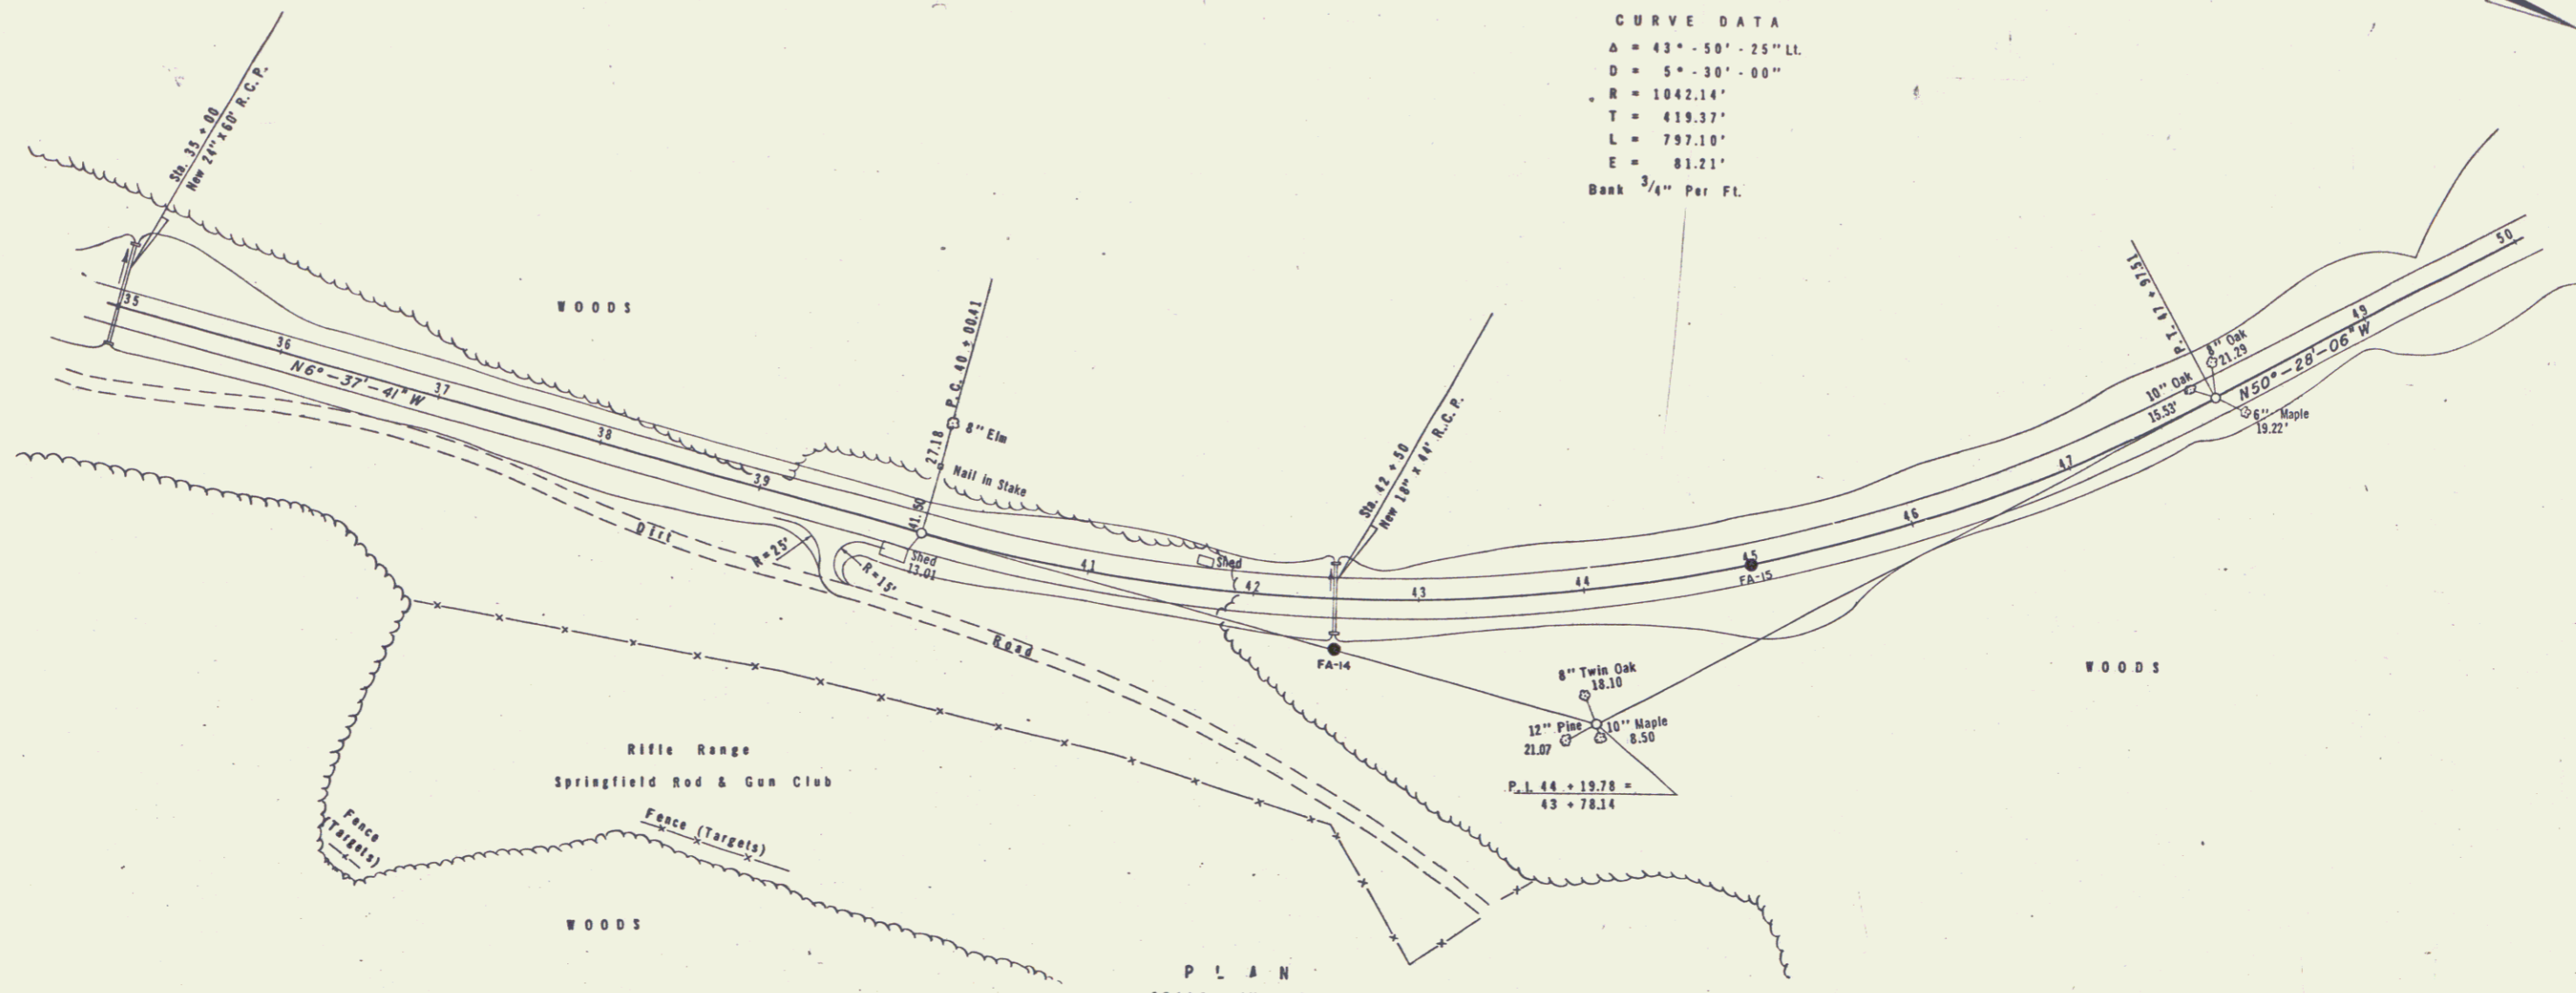 CURVE DATA
Δ = 43° - 50' - 25" Lt.
D = 5° - 30' - 00"
R = 1042.14'
T = 419.37'
L = 797.10'
E = 81.21'
Bank 3/4" Per Ft.
Sta. 35 + 00
New 24" x 60' R.C.P.
WOODS
35
36
N6°-37'-41"W
37
38
39
P.C. 40 + 00.41
27.18
8" Elm
Nail in Stake
41.50
Shed
13.01
R=25'
R=15'
Dirt
Road
41
Shed
42
Sta. 42 + 50
New 18" x 44' R.C.P.
43
FA-14
44
45
FA-15
46
47
P.T. 47 + 97.51
8" Oak
21.29
10" Oak
15.53'
6" Maple
19.22'
N50°-28'-06"W
49
50
WOODS
8" Twin Oak
18.10
12" Pine
21.07
10" Maple
8.50
P.I. 44 + 19.78 =
43 + 78.14
Rifle Range
Springfield Rod & Gun Club
Fence
(Targets)
Fence (Targets)
WOODS
PLAN